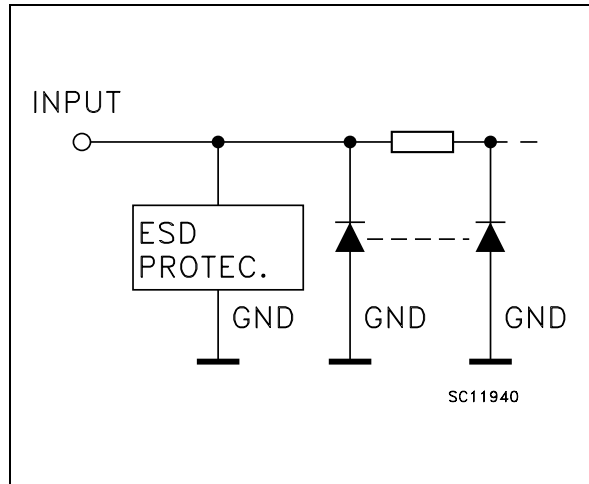 INPUT
ESD
PROTEC.
GND
GND
GND
SC11940